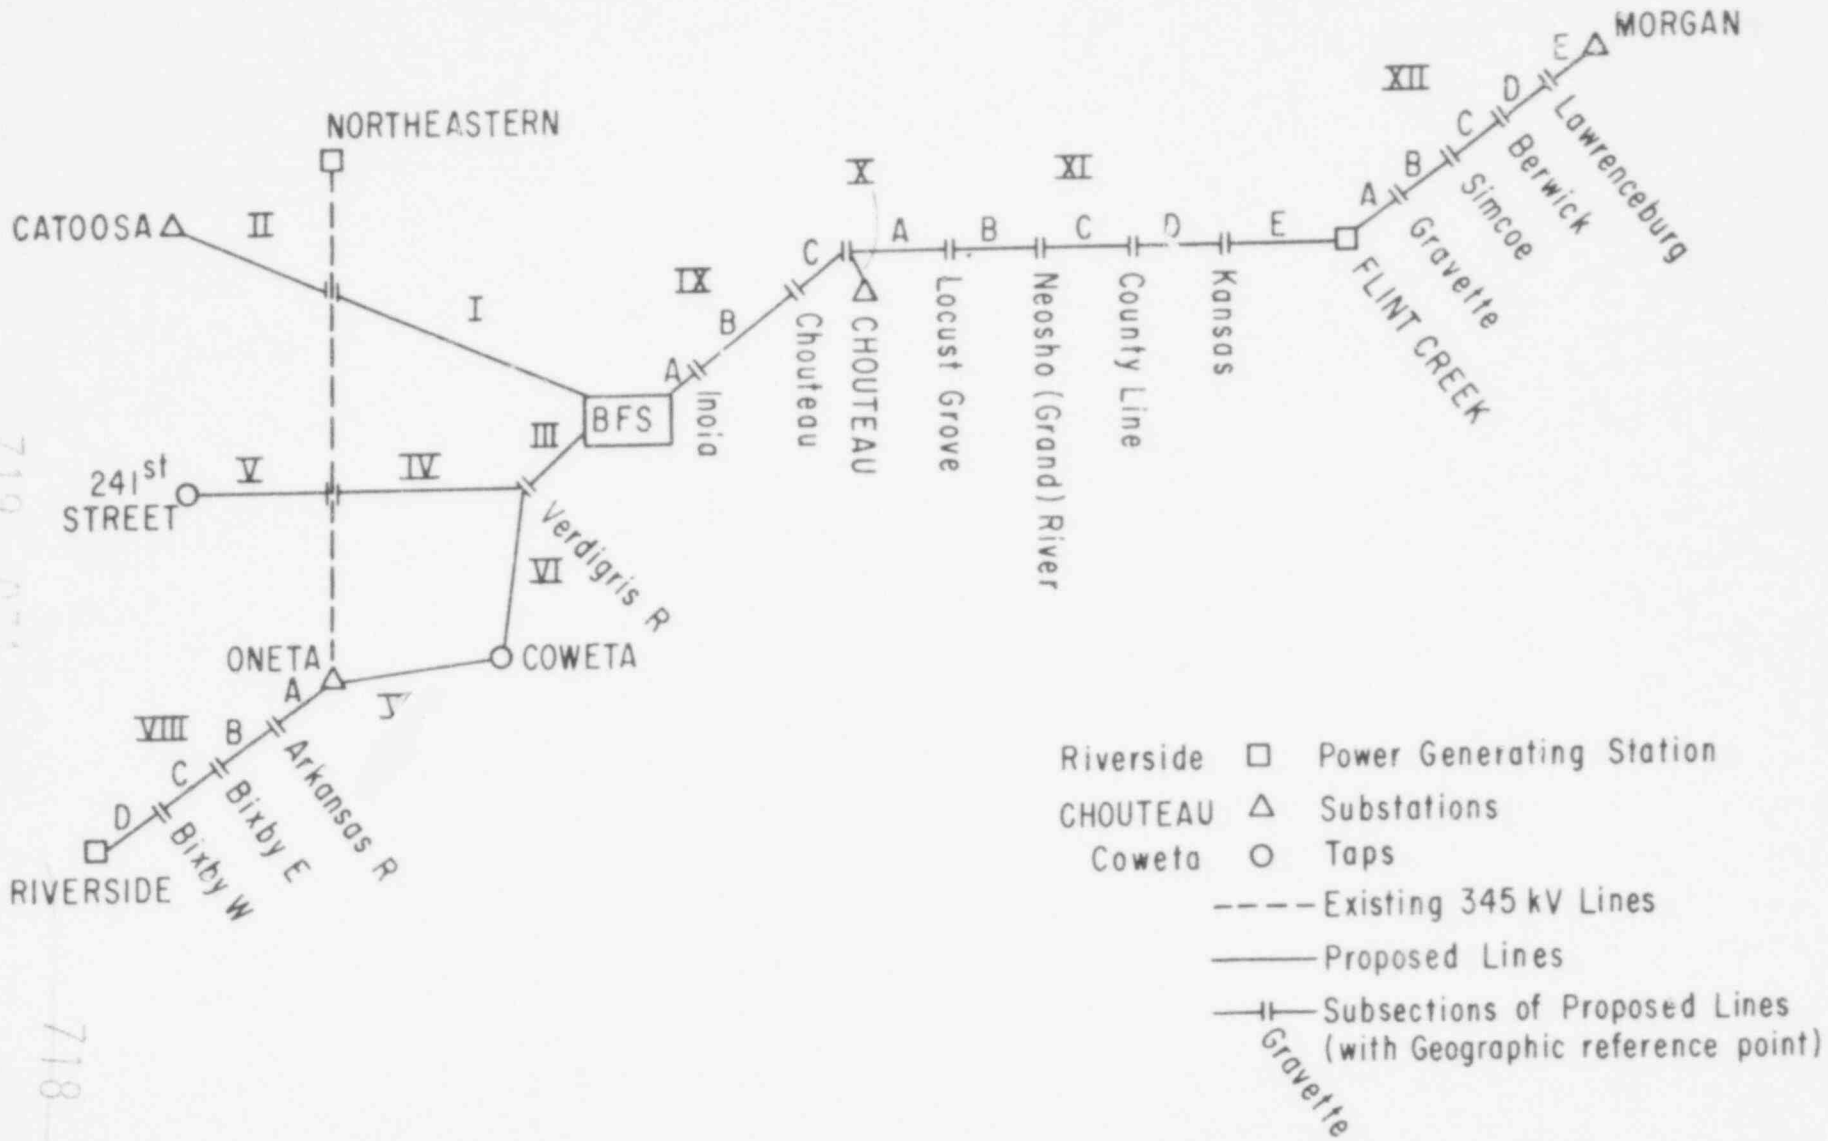 MORGAN
E
XII
D
Lawrenceburg
C
Berwick
B
Simcoe
A
Gravette
NORTHEASTERN
CATOOSA
II
I
X
XI
IX
A
B
C
D
E
C
B
A
Inola
Chouteau
CHOUTEAU
Locust Grove
Neosho (Grand) River
County Line
Kansas
FLINT CREEK
BFS
III
241st
STREET
V
IV
Verdigris R
VI
ONETA
COWETA
A
VIII
B
Arkansas R
C
Bixby E
D
Bixby W
RIVERSIDE
Riverside Power Generating Station
CHOUTEAU Substations
Coweta Taps
Existing 345 kV Lines
Proposed Lines
Subsections of Proposed Lines
(with Geographic reference point)
Gravette
718